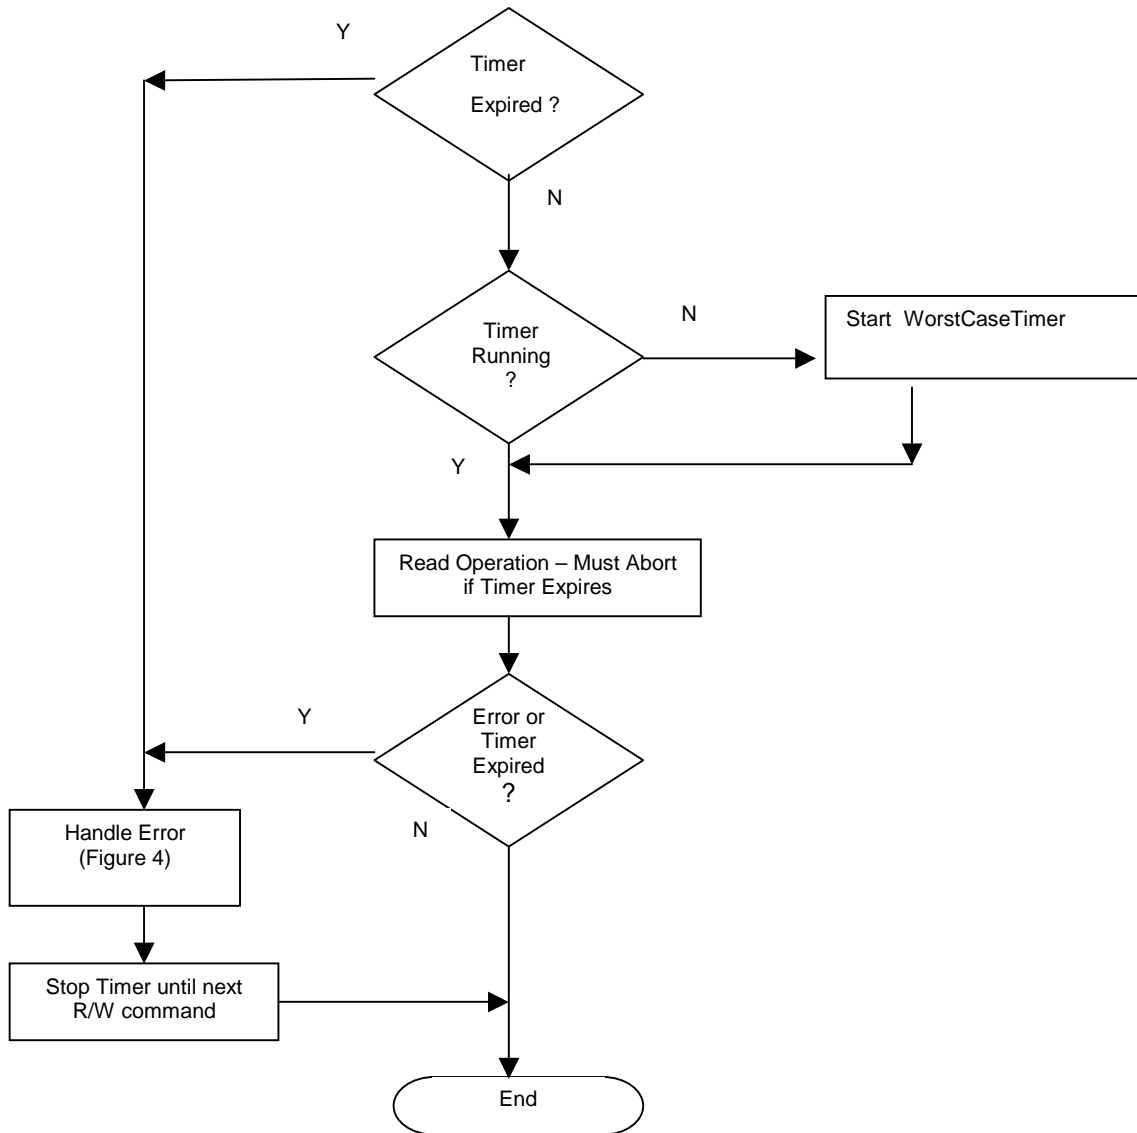 Y
Timer
Expired ?
N
Timer
Running
?
N
Start WorstCaseTimer
Y
Read Operation – Must Abort
if Timer Expires
Y
Error or
Timer
Expired
?
N
Handle Error
(Figure 4)
Stop Timer until next
R/W command
End